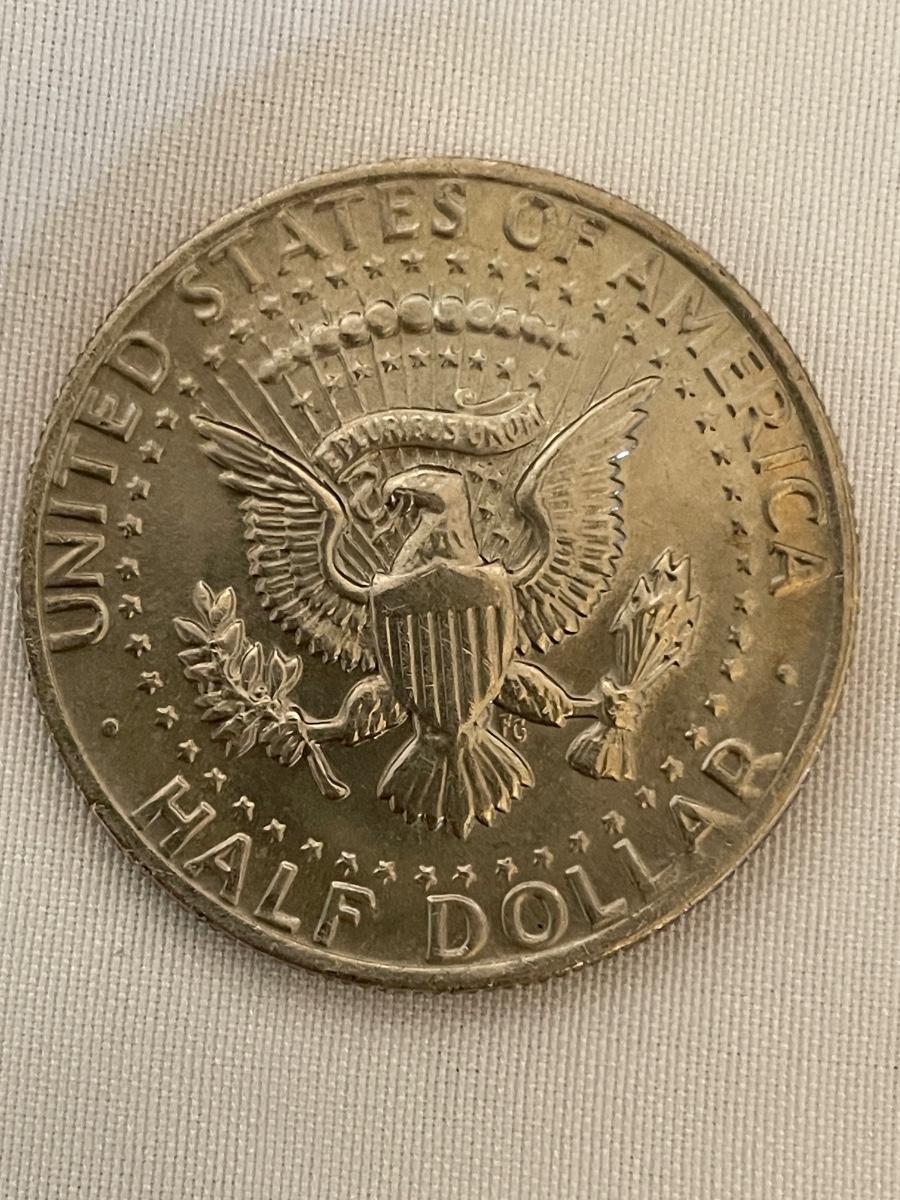 UNITED STATES OF AMERICA
E PLURIBUS UNUM
FG
HALF DOLLAR